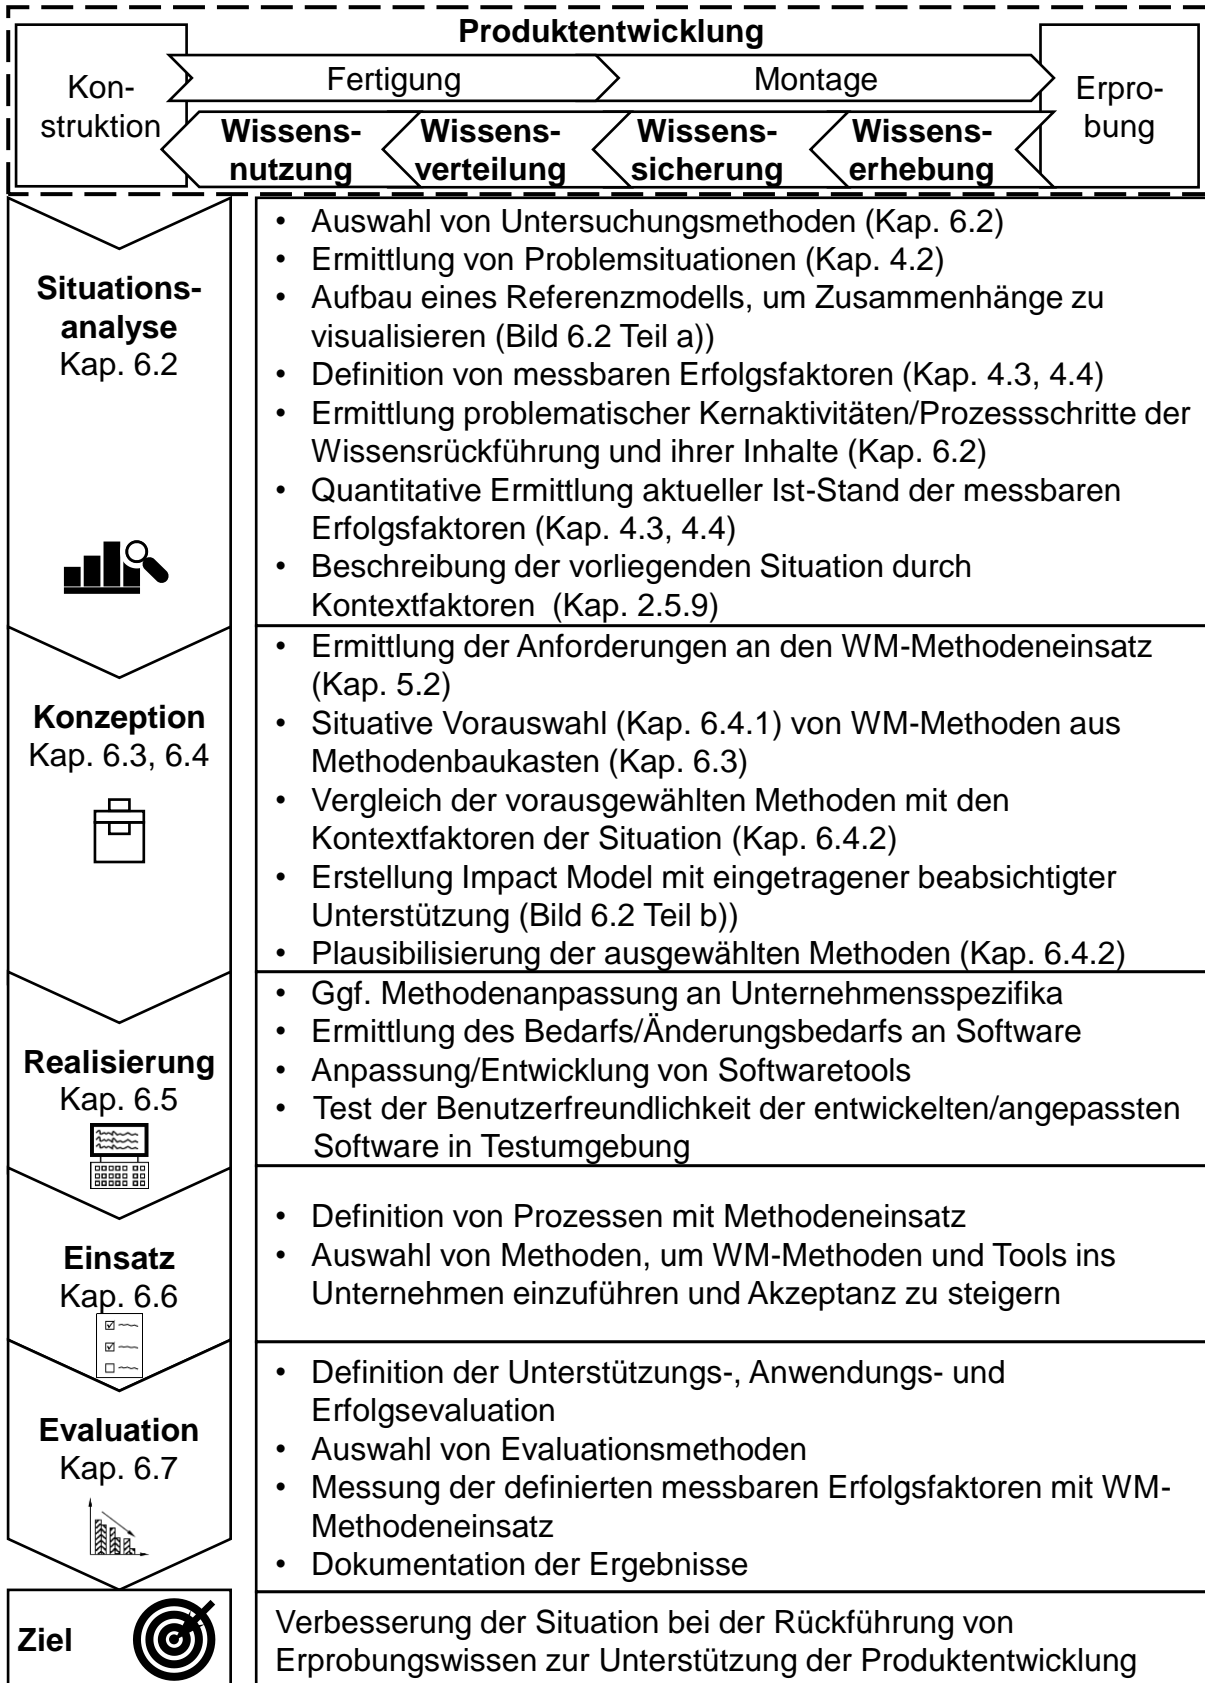 Produktentwicklung
Kon-
struktion
Fertigung
Montage
Erpro-
bung
Wissens-
nutzung
Wissens-
verteilung
Wissens-
sicherung
Wissens-
erhebung
Situations-
analyse
Kap. 6.2
• Auswahl von Untersuchungsmethoden (Kap. 6.2)
• Ermittlung von Problemsituationen (Kap. 4.2)
• Aufbau eines Referenzmodells, um Zusammenhänge zu
visualisieren (Bild 6.2 Teil a))
• Definition von messbaren Erfolgsfaktoren (Kap. 4.3, 4.4)
• Ermittlung problematischer Kernaktivitäten/Prozessschritte der
Wissensrückführung und ihrer Inhalte (Kap. 6.2)
• Quantitative Ermittlung aktueller Ist-Stand der messbaren
Erfolgsfaktoren (Kap. 4.3, 4.4)
• Beschreibung der vorliegenden Situation durch
Kontextfaktoren (Kap. 2.5.9)
Konzeption
Kap. 6.3, 6.4
• Ermittlung der Anforderungen an den WM-Methodeneinsatz
(Kap. 5.2)
• Situative Vorauswahl (Kap. 6.4.1) von WM-Methoden aus
Methodenbaukasten (Kap. 6.3)
• Vergleich der vorausgewählten Methoden mit den
Kontextfaktoren der Situation (Kap. 6.4.2)
• Erstellung Impact Model mit eingetragener beabsichtigter
Unterstützung (Bild 6.2 Teil b))
• Plausibilisierung der ausgewählten Methoden (Kap. 6.4.2)
Realisierung
Kap. 6.5
• Ggf. Methodenanpassung an Unternehmensspezifika
• Ermittlung des Bedarfs/Änderungsbedarfs an Software
• Anpassung/Entwicklung von Softwaretools
• Test der Benutzerfreundlichkeit der entwickelten/angepassten
Software in Testumgebung
Einsatz
Kap. 6.6
• Definition von Prozessen mit Methodeneinsatz
• Auswahl von Methoden, um WM-Methoden und Tools ins
Unternehmen einzuführen und Akzeptanz zu steigern
Evaluation
Kap. 6.7
• Definition der Unterstützungs-, Anwendungs- und
Erfolgsevaluation
• Auswahl von Evaluationsmethoden
• Messung der definierten messbaren Erfolgsfaktoren mit WM-
Methodeneinsatz
• Dokumentation der Ergebnisse
Ziel
Verbesserung der Situation bei der Rückführung von
Erprobungswissen zur Unterstützung der Produktentwicklung